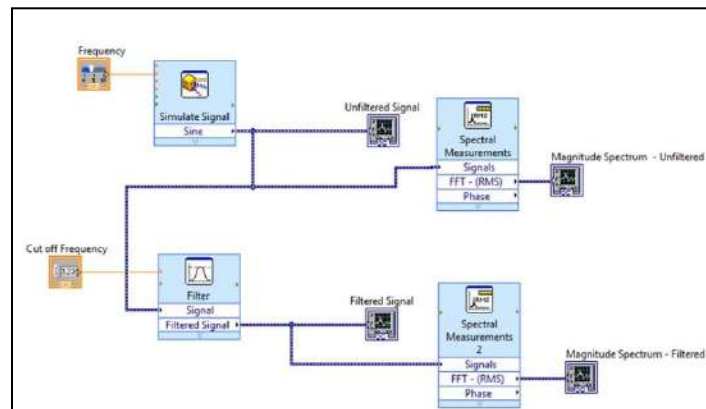 Frequency
Simulate Signal
Sine
Unfiltered Signal
Spectral
Measurements
Signals
FFT - (RMS)
Phase
Magnitude Spectrum - Unfiltered
Cut off Frequency
Filter
Signal
Filtered Signal
Filtered Signal
Spectral
Measurements
2
Signals
FFT - (RMS)
Phase
Magnitude Spectrum - Filtered